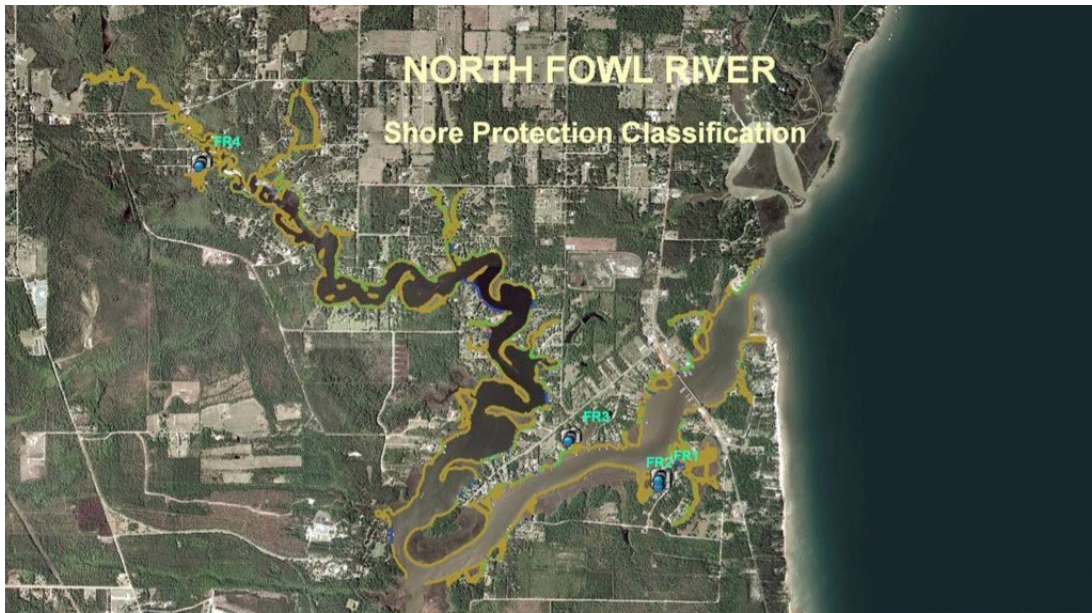 NORTH FOWL RIVER
Shore Protection Classification
FR4
FR3
FR2 FR1